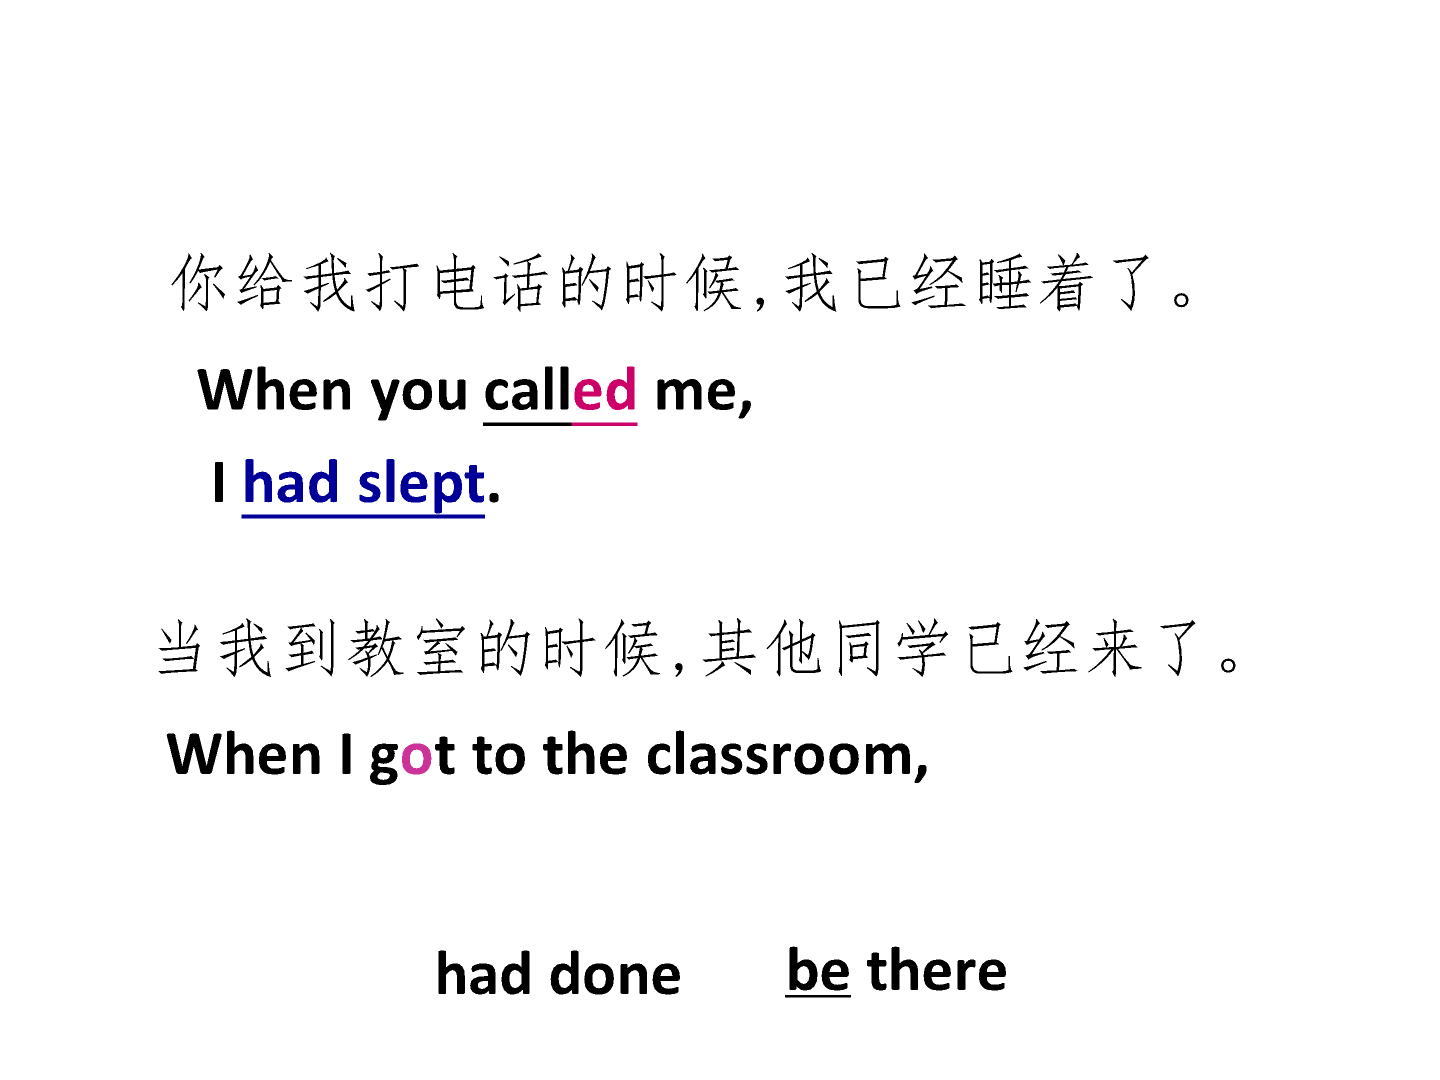 你给我打电话的时候,我已经睡着了。
When you called me,
I had slept.
当我到教室的时候,其他同学已经来了。
When I got to the classroom,
had done be there